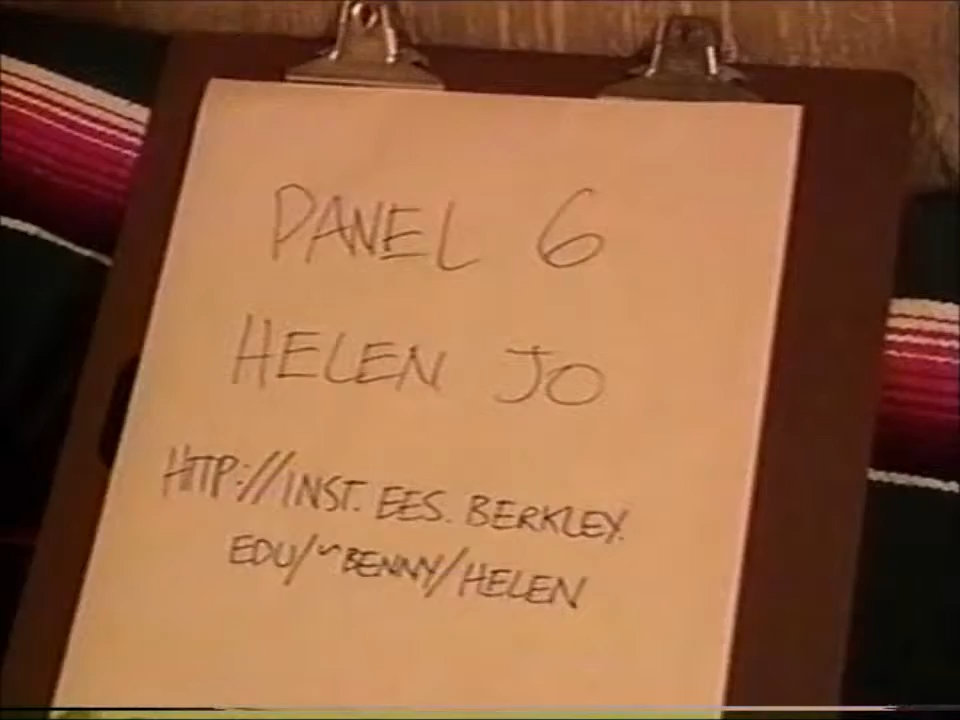 PANEL 6
HELEN JO
HTTP://INST.EES.BERKLEY.
EDU/~BENNY/HELEN